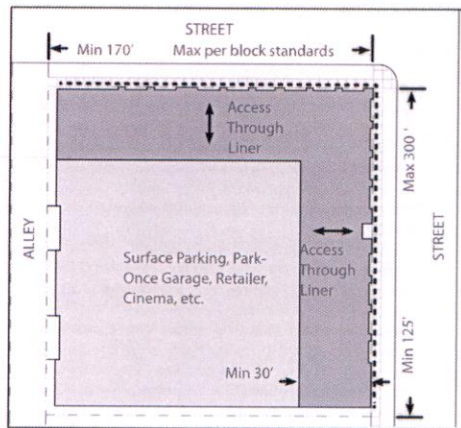 STREET
Min 170' Max per block standards
Access
Through
Liner
Max 300 '
ALLEY
STREET
Surface Parking, Park-
Once Garage, Retailer,
Cinema, etc.
Access
Through
Liner
Min 30'
Min 125'